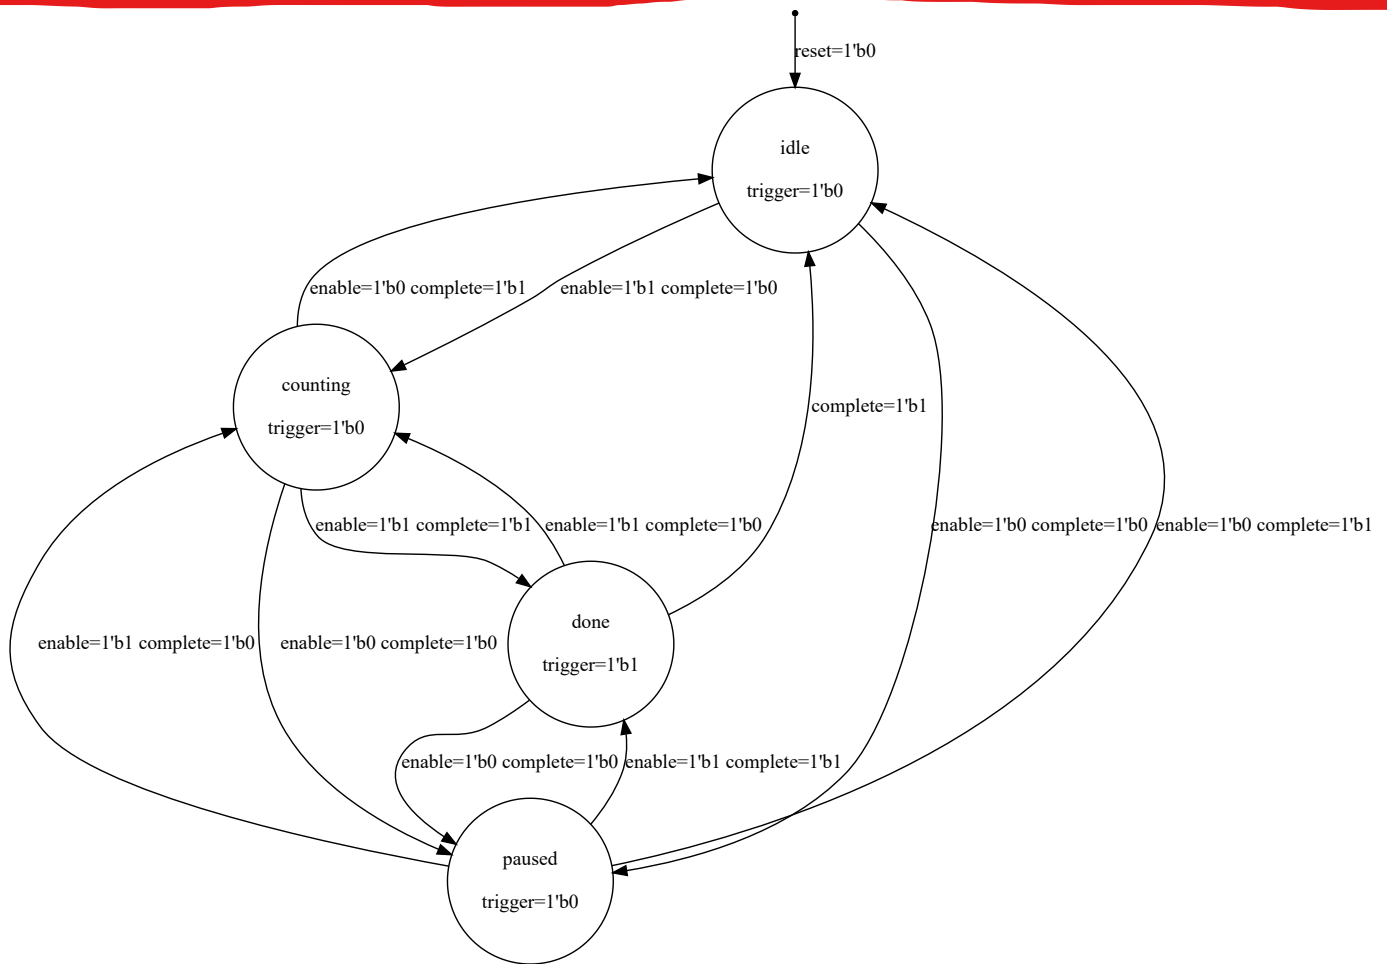 reset=1'b0
idle
trigger=1'b0
enable=1'b0 complete=1'b1
enable=1'b1 complete=1'b0
counting
trigger=1'b0
complete=1'b1
enable=1'b1 complete=1'b1
enable=1'b1 complete=1'b0
enable=1'b0 complete=1'b0
enable=1'b0 complete=1'b1
done
trigger=1'b1
enable=1'b1 complete=1'b0
enable=1'b0 complete=1'b0
enable=1'b0 complete=1'b0
enable=1'b1 complete=1'b1
paused
trigger=1'b0